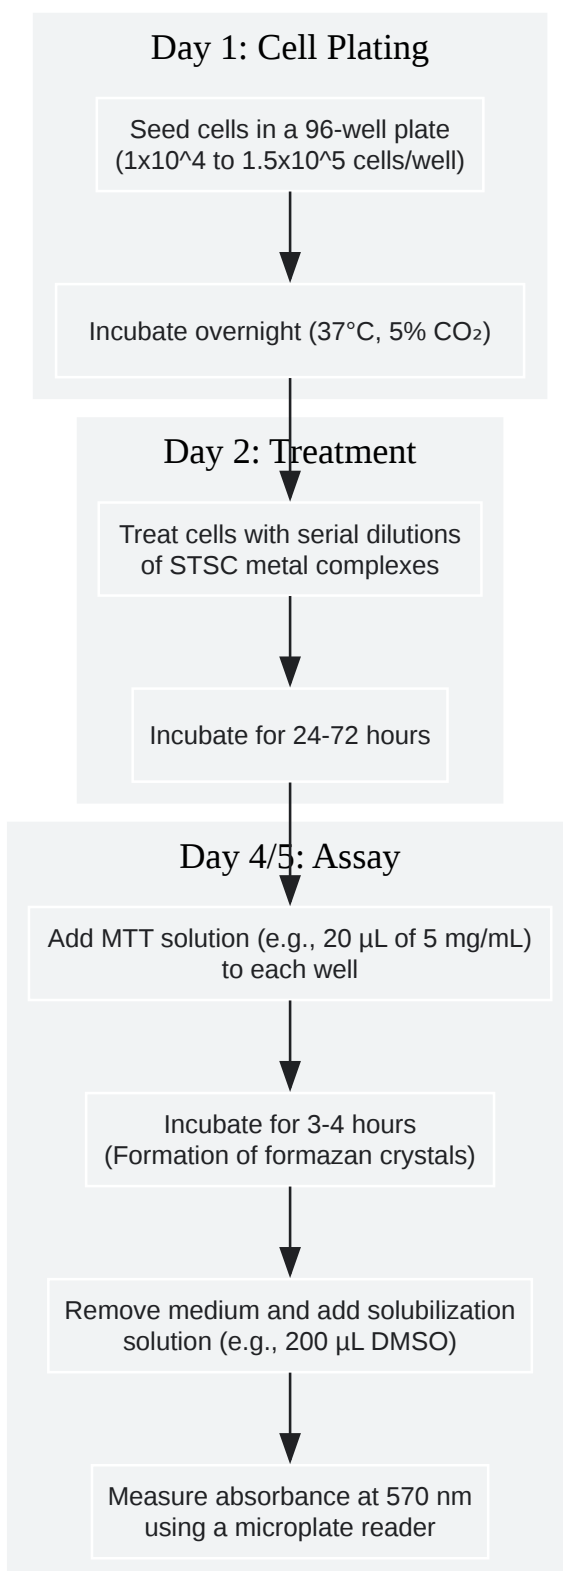 Day 1: Cell Plating
Seed cells in a 96-well plate
(1x10^4 to 1.5x10^5 cells/well)
Incubate overnight (37°C, 5% CO₂)
Day 2: Treatment
Treat cells with serial dilutions
of STSC metal complexes
Incubate for 24-72 hours
Day 4/5: Assay
Add MTT solution (e.g., 20 µL of 5 mg/mL)
to each well
Incubate for 3-4 hours
(Formation of formazan crystals)
Remove medium and add solubilization
solution (e.g., 200 µL DMSO)
Measure absorbance at 570 nm
using a microplate reader